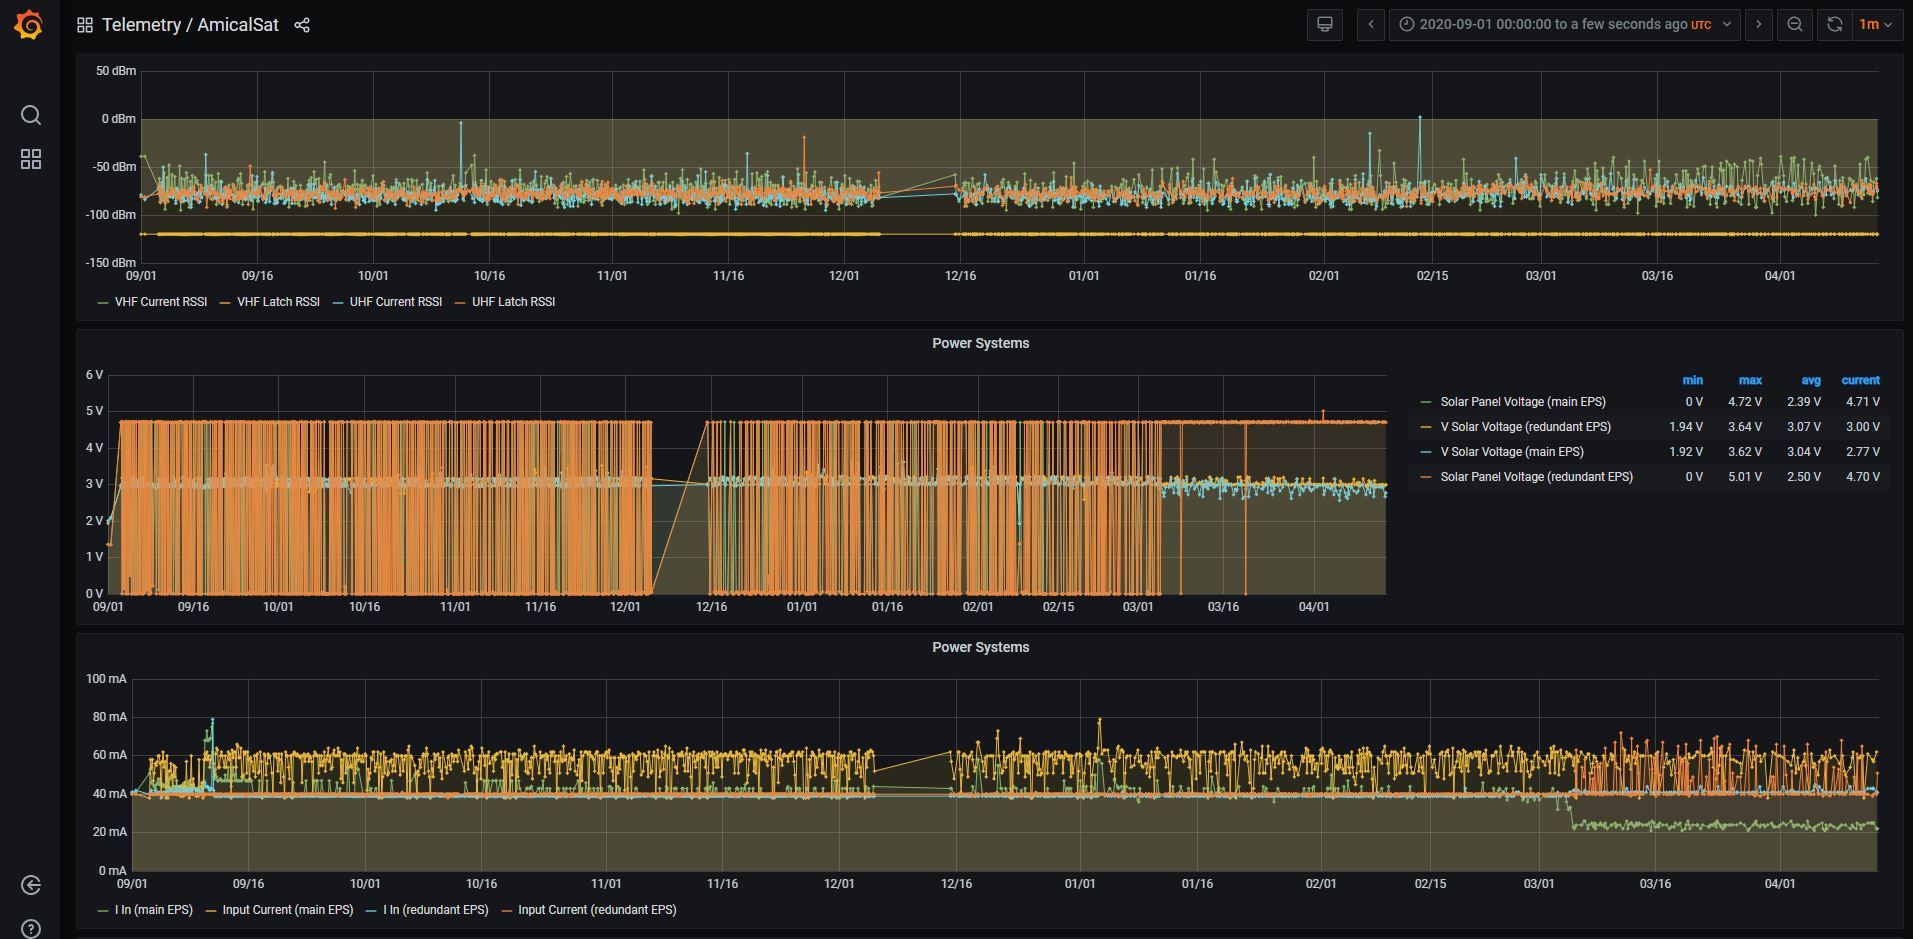 Telemetry / AmicalSat
2020-09-01 00:00:00 to a few seconds ago UTC
1m
50 dBm
0 dBm
-50 dBm
-100 dBm
-150 dBm
09/01 09/16 10/01 10/16 11/01 11/16 12/01 12/16 01/01 01/16 02/01 02/15 03/01 03/16 04/01
VHF Current RSSI VHF Latch RSSI UHF Current RSSI UHF Latch RSSI
Power Systems
6 V
5 V
4 V
3 V
2 V
1 V
0 V
09/01 09/16 10/01 10/16 11/01 11/16 12/01 12/16 01/01 01/16 02/01 02/15 03/01 03/16 04/01
min max avg current
Solar Panel Voltage (main EPS) 0 V 4.72 V 2.39 V 4.71 V
V Solar Voltage (redundant EPS) 1.94 V 3.64 V 3.07 V 3.00 V
V Solar Voltage (main EPS) 1.92 V 3.62 V 3.04 V 2.77 V
Solar Panel Voltage (redundant EPS) 0 V 5.01 V 2.50 V 4.70 V
Power Systems
100 mA
80 mA
60 mA
40 mA
20 mA
0 mA
09/01 09/16 10/01 10/16 11/01 11/16 12/01 12/16 01/01 01/16 02/01 02/15 03/01 03/16 04/01
I In (main EPS) Input Current (main EPS) I In (redundant EPS) Input Current (redundant EPS)